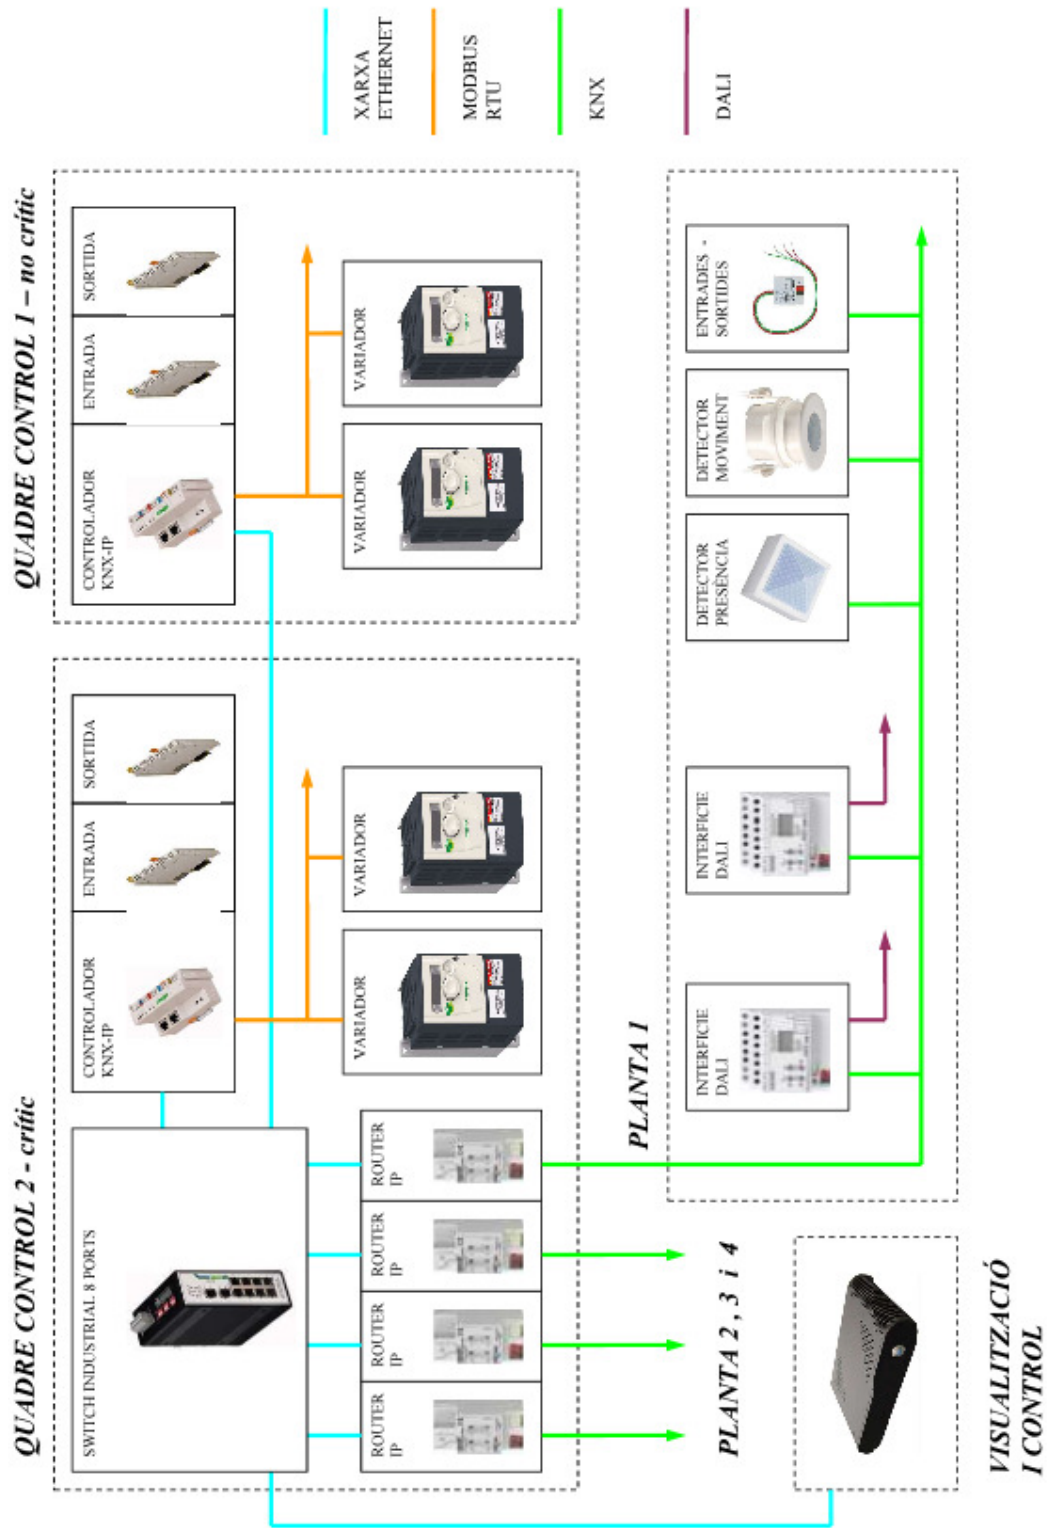 QUADRE CONTROL 2 - crític
QUADRE CONTROL 1 – no crític
SWITCH INDUSTRIAL 8 PORTS
CONTROLADOR
KNX-IP
ENTRADA
SORTIDA
CONTROLADOR
KNX-IP
ENTRADA
SORTIDA
ROUTER
IP
ROUTER
IP
ROUTER
IP
ROUTER
IP
VARIADOR
VARIADOR
VARIADOR
VARIADOR
XARXA
ETHERNET
MODBUS
RTU
KNX
DALI
PLANTA 1
INTERFICIE
DALI
INTERFICIE
DALI
DETECTOR
PRESÈNCIA
DETECTOR
MOVIMENT
ENTRADES -
SORTIDES
PLANTA 2 , 3 i 4
VISUALITZACIÓ
I CONTROL